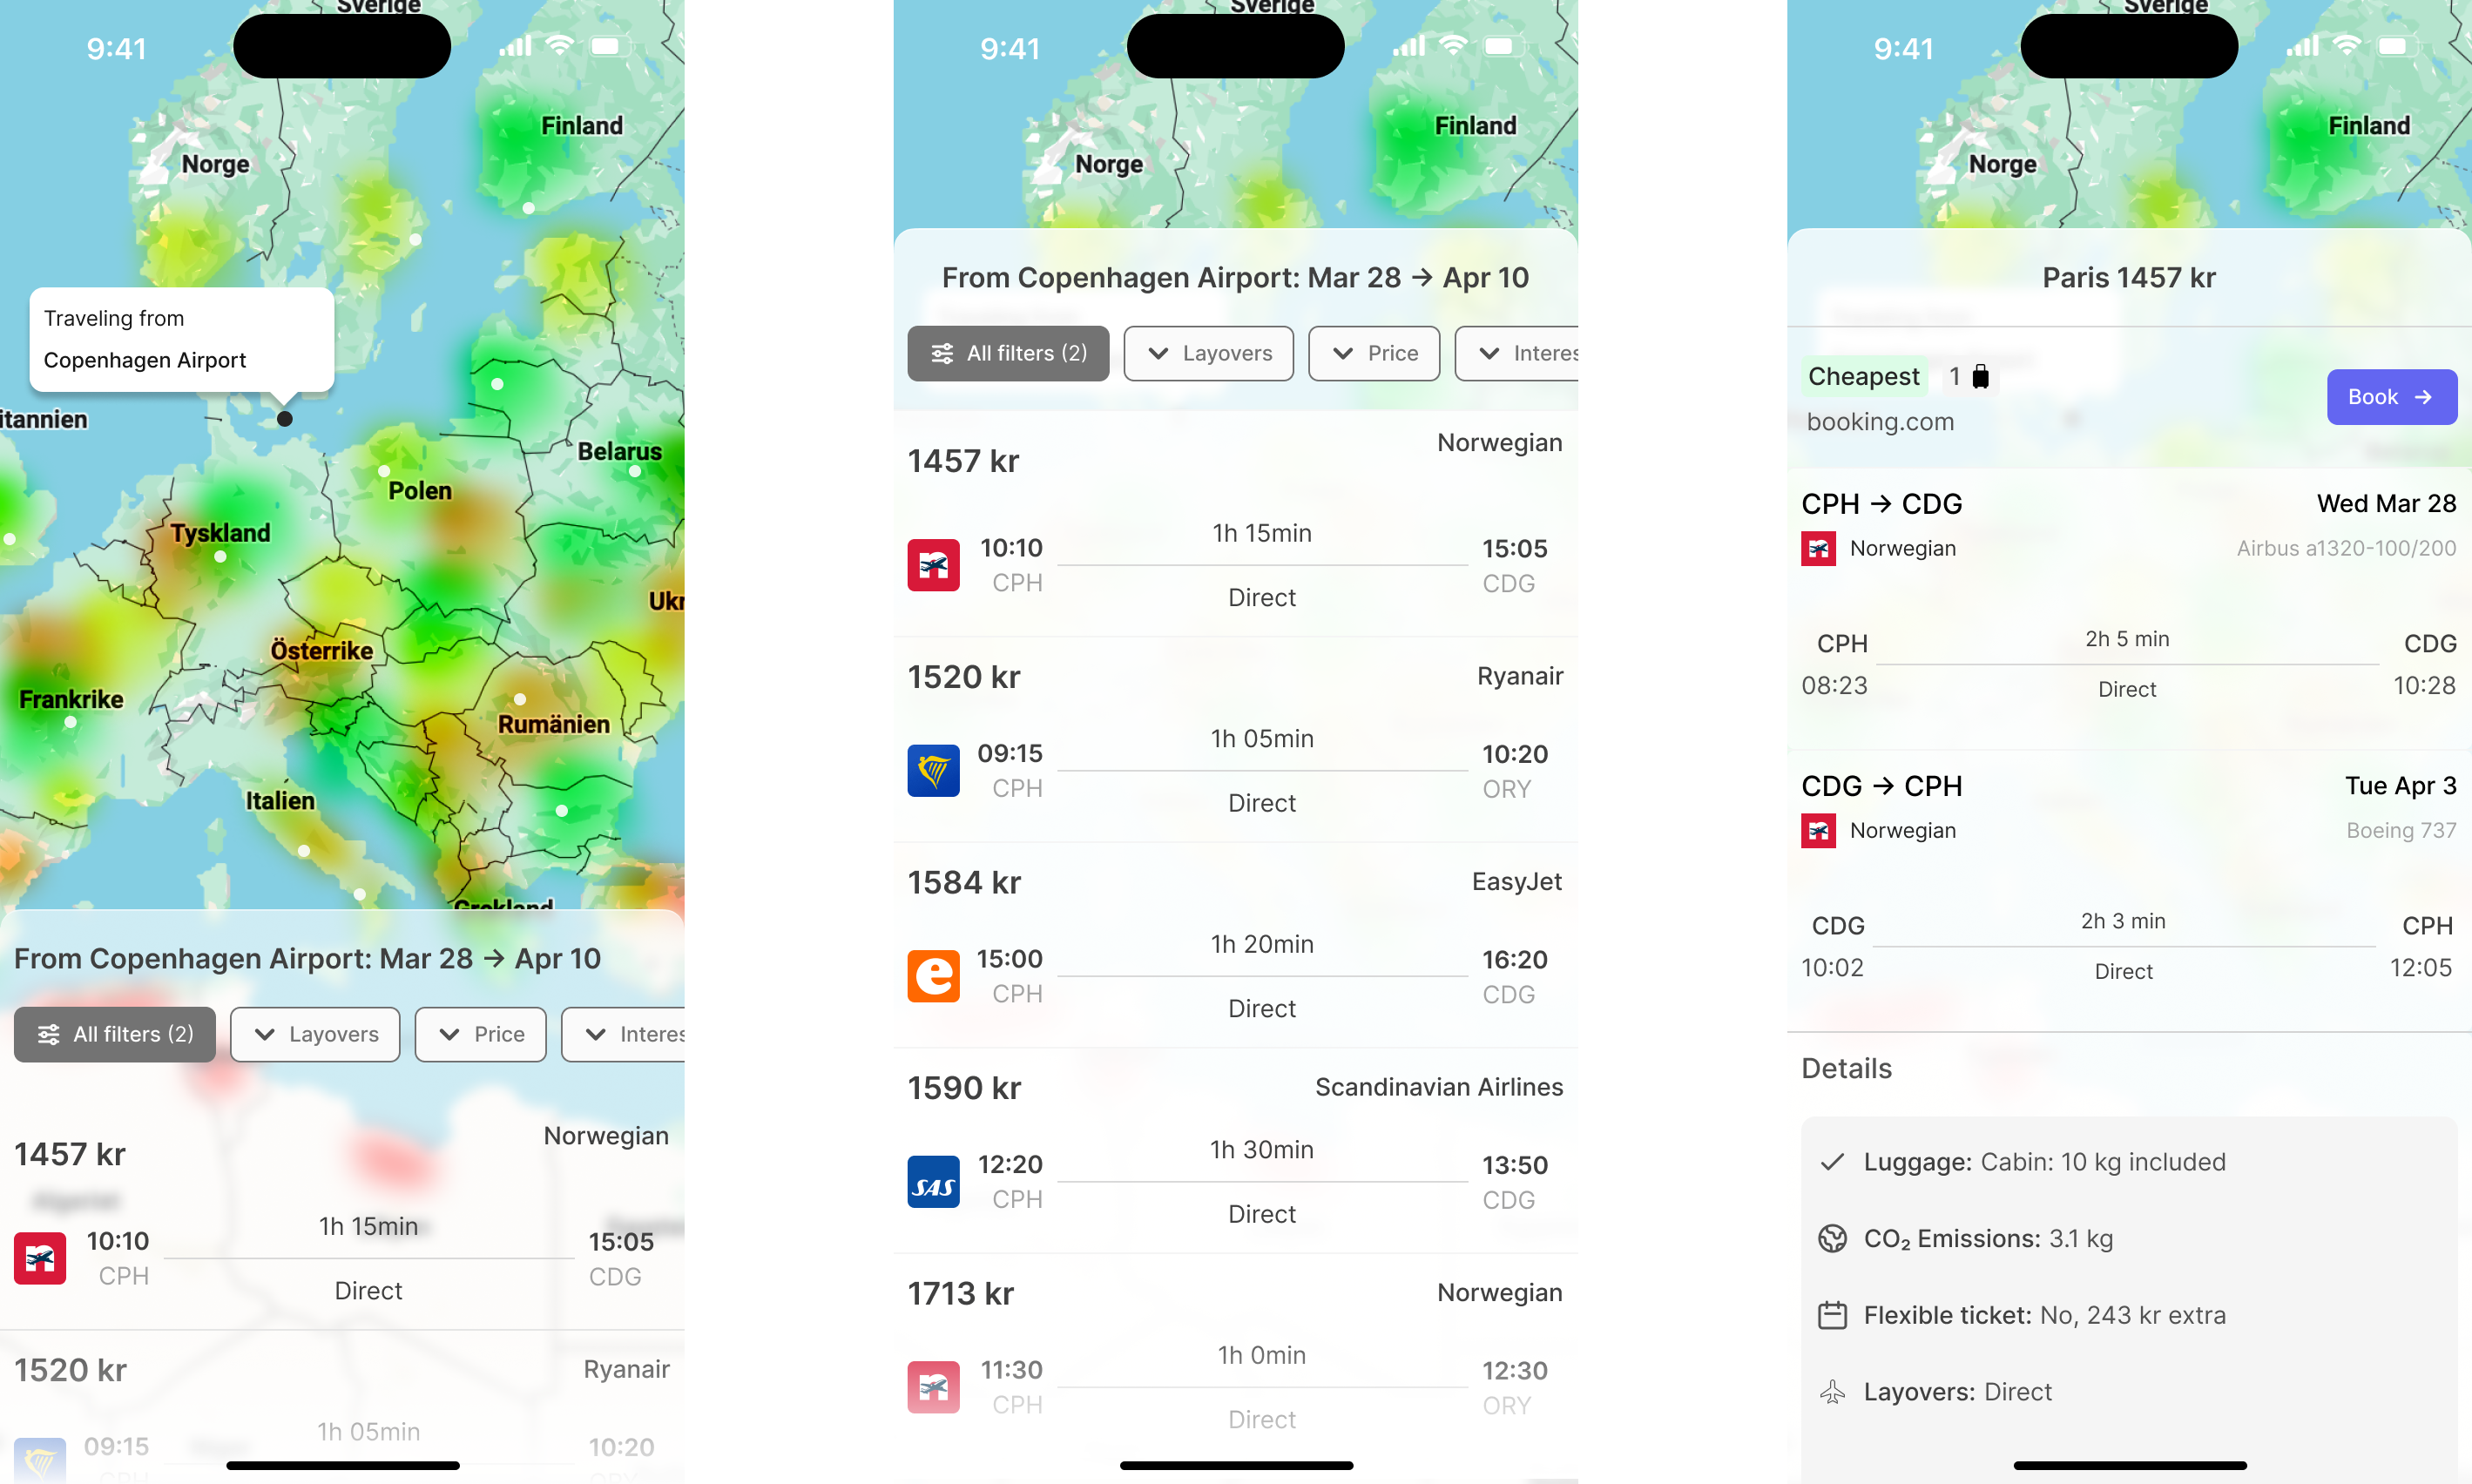 Sverige
9:41
Finland
Norge
Traveling from
Copenhagen Airport
itannien
Belarus
Polen
Tyskland
Ukr
Österrike
Frankrike
Rumänien
Italien
Grekland
From Copenhagen Airport: Mar 28 → Apr 10
All filters (2)
Layovers
Price
Interes
1457 kr
Norwegian
1h 15min
10:10
15:05
CPH
CDG
Direct
1520 kr
Ryanair
1h 05min
09:15
10:20
CPH
ORY
Sverige
9:41
Finland
Norge
From Copenhagen Airport: Mar 28 → Apr 10
All filters (2)
Layovers
Price
Interes
1457 kr
Norwegian
1h 15min
n
10:10
15:05
CPH
CDG
Direct
1520 kr
Ryanair
1h 05min
09:15
10:20
CPH
ORY
Direct
1584 kr
EasyJet
1h 20min
e
15:00
16:20
CPH
CDG
Direct
1590 kr
Scandinavian Airlines
1h 30min
SAS
12:20
13:50
CPH
CDG
Direct
1713 kr
Norwegian
1h 0min
n
11:30
12:30
CPH
ORY
Direct
Sverige
9:41
Finland
Norge
Paris 1457 kr
Cheapest
1
booking.com
Book →
CPH → CDG
Wed Mar 28
Norwegian
Airbus a1320-100/200
CPH
2h 5 min
CDG
08:23
Direct
10:28
CDG → CPH
Tue Apr 3
Norwegian
Boeing 737
CDG
2h 3 min
CPH
10:02
Direct
12:05
Details
Luggage: Cabin: 10 kg included
CO₂ Emissions: 3.1 kg
Flexible ticket: No, 243 kr extra
Layovers: Direct